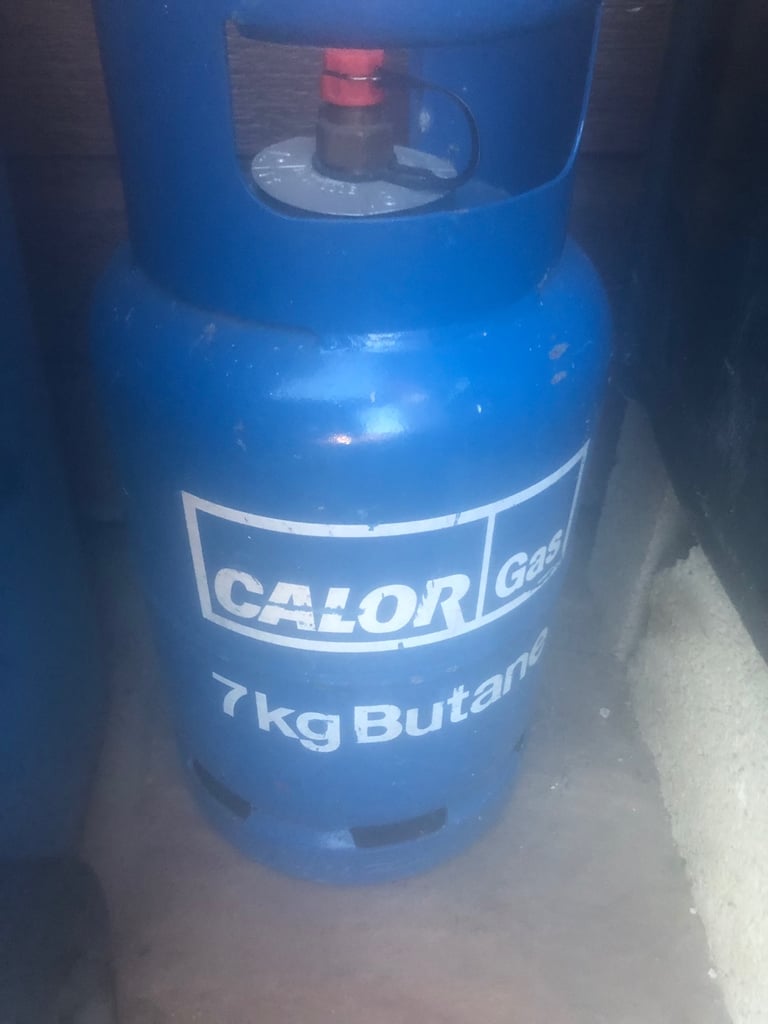 CALOR Gas
7kg Butane